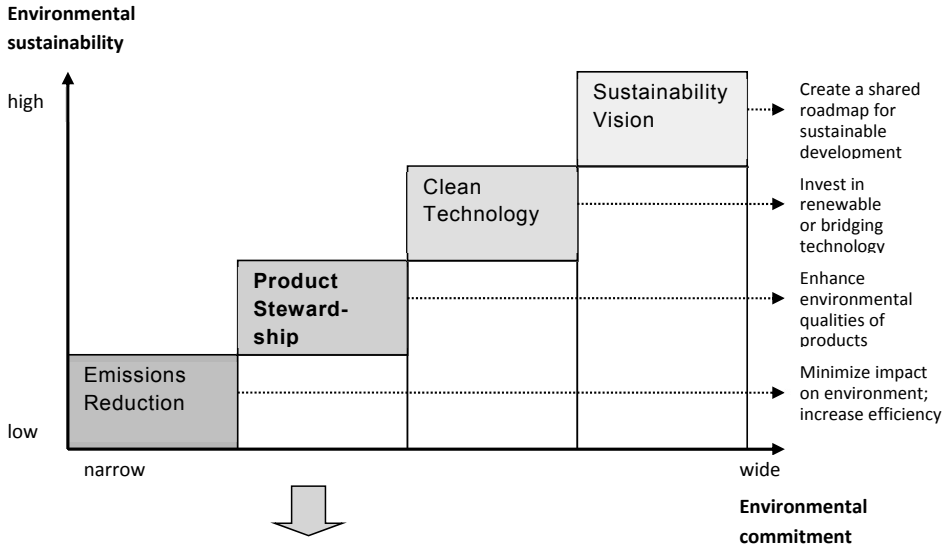 Environmental
sustainability
high
Sustainability
Vision
Create a shared
roadmap for
sustainable
development
Clean
Technology
Invest in
renewable
or bridging
technology
Product
Steward-
ship
Enhance
environmental
qualities of
products
Emissions
Reduction
Minimize impact
on environment;
increase efficiency
low
narrow
wide
Environmental
commitment